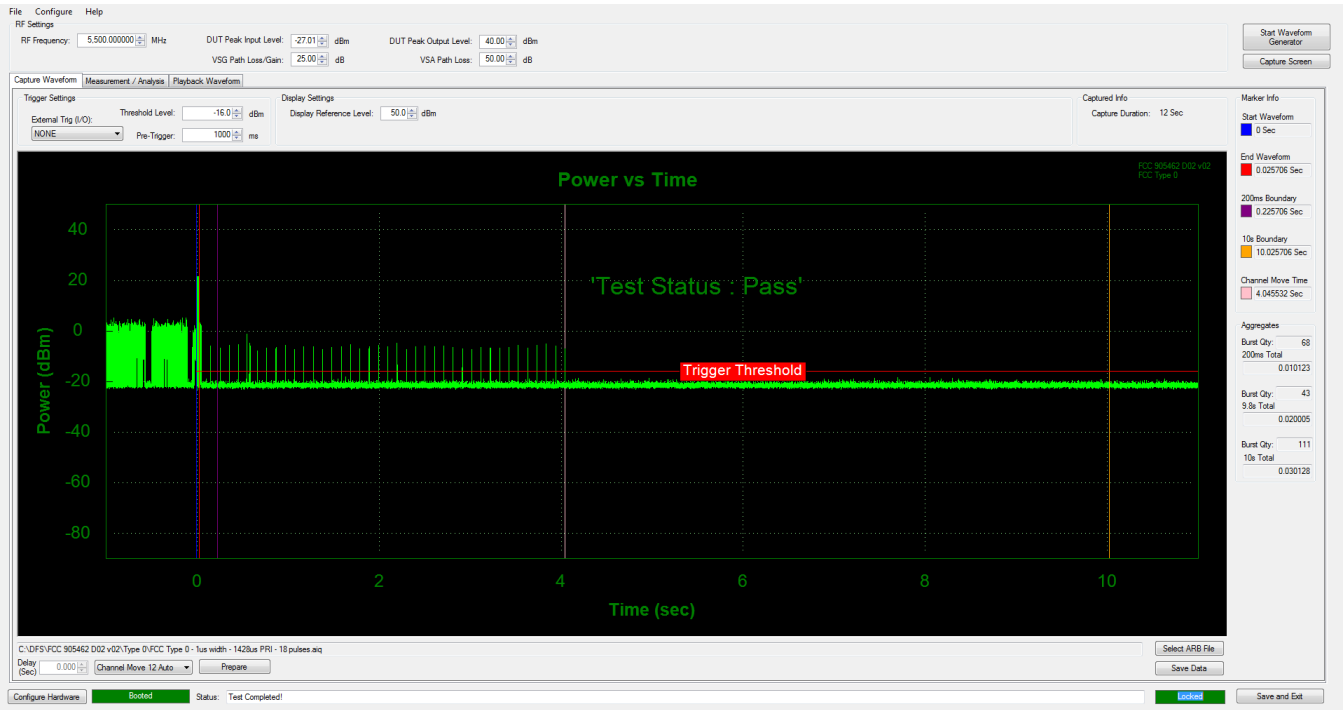 File Configure Help
RF Settings
RF Frequency: 5,500.000000 MHz DUT Peak Input Level: -27.01 dBm DUT Peak Output Level: 40.00 dBm
VSG Path Loss/Gain: 25.00 dB VSA Path Loss: 50.00 dB
Start Waveform
Generator
Capture Screen
Capture Waveform Measurement / Analysis Playback Waveform
Trigger Settings
External Trig (I/O):
NONE
Threshold Level: -16.0 dBm
Pre-Trigger: 1000 ms
Display Settings
Display Reference Level: 50.0 dBm
Captured Info
Capture Duration: 12 Sec
Marker Info
Start Waveform
0 Sec
End Waveform
0.025706 Sec
200ms Boundary
0.225706 Sec
10s Boundary
10.025706 Sec
Channel Move Time
4.045532 Sec
Aggregates
Burst Qty: 68
200ms Total
0.010123
Burst Qty: 43
9.8s Total
0.020005
Burst Qty: 111
10s Total
0.030128
Power vs Time
FCC 905462 D02 v02
FCC Type 0
'Test Status : Pass'
Trigger Threshold
Power (dBm)
40
20
0
-20
-40
-60
-80
0 2 4 6 8 10
Time (sec)
C:\DFS\FCC 905462 D02 v02\Type 0\FCC Type 0 - 1us width - 1428us PRI - 18 pulses.aiq
Select ARB File
Delay
(Sec) 0.000 Channel Move 12 Auto Prepare
Save Data
Configure Hardware Booted Status: Test Completed! Locked Save and Exit